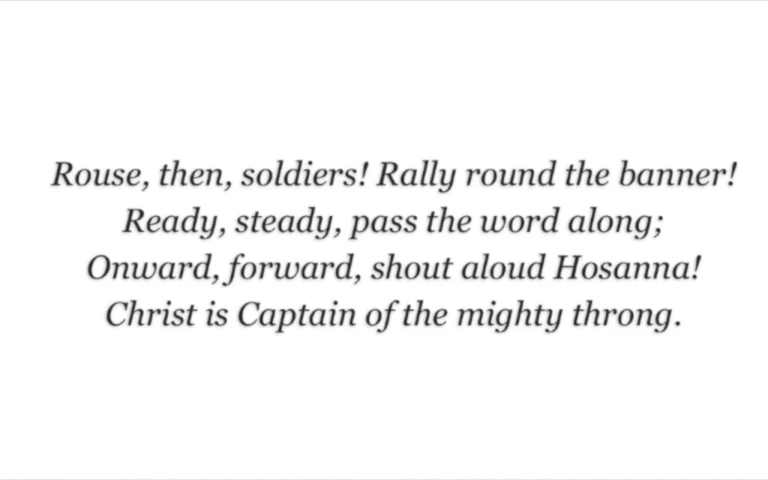 Rouse, then, soldiers! Rally round the banner!
Ready, steady, pass the word along;
Onward, forward, shout aloud Hosanna!
Christ is Captain of the mighty throng.